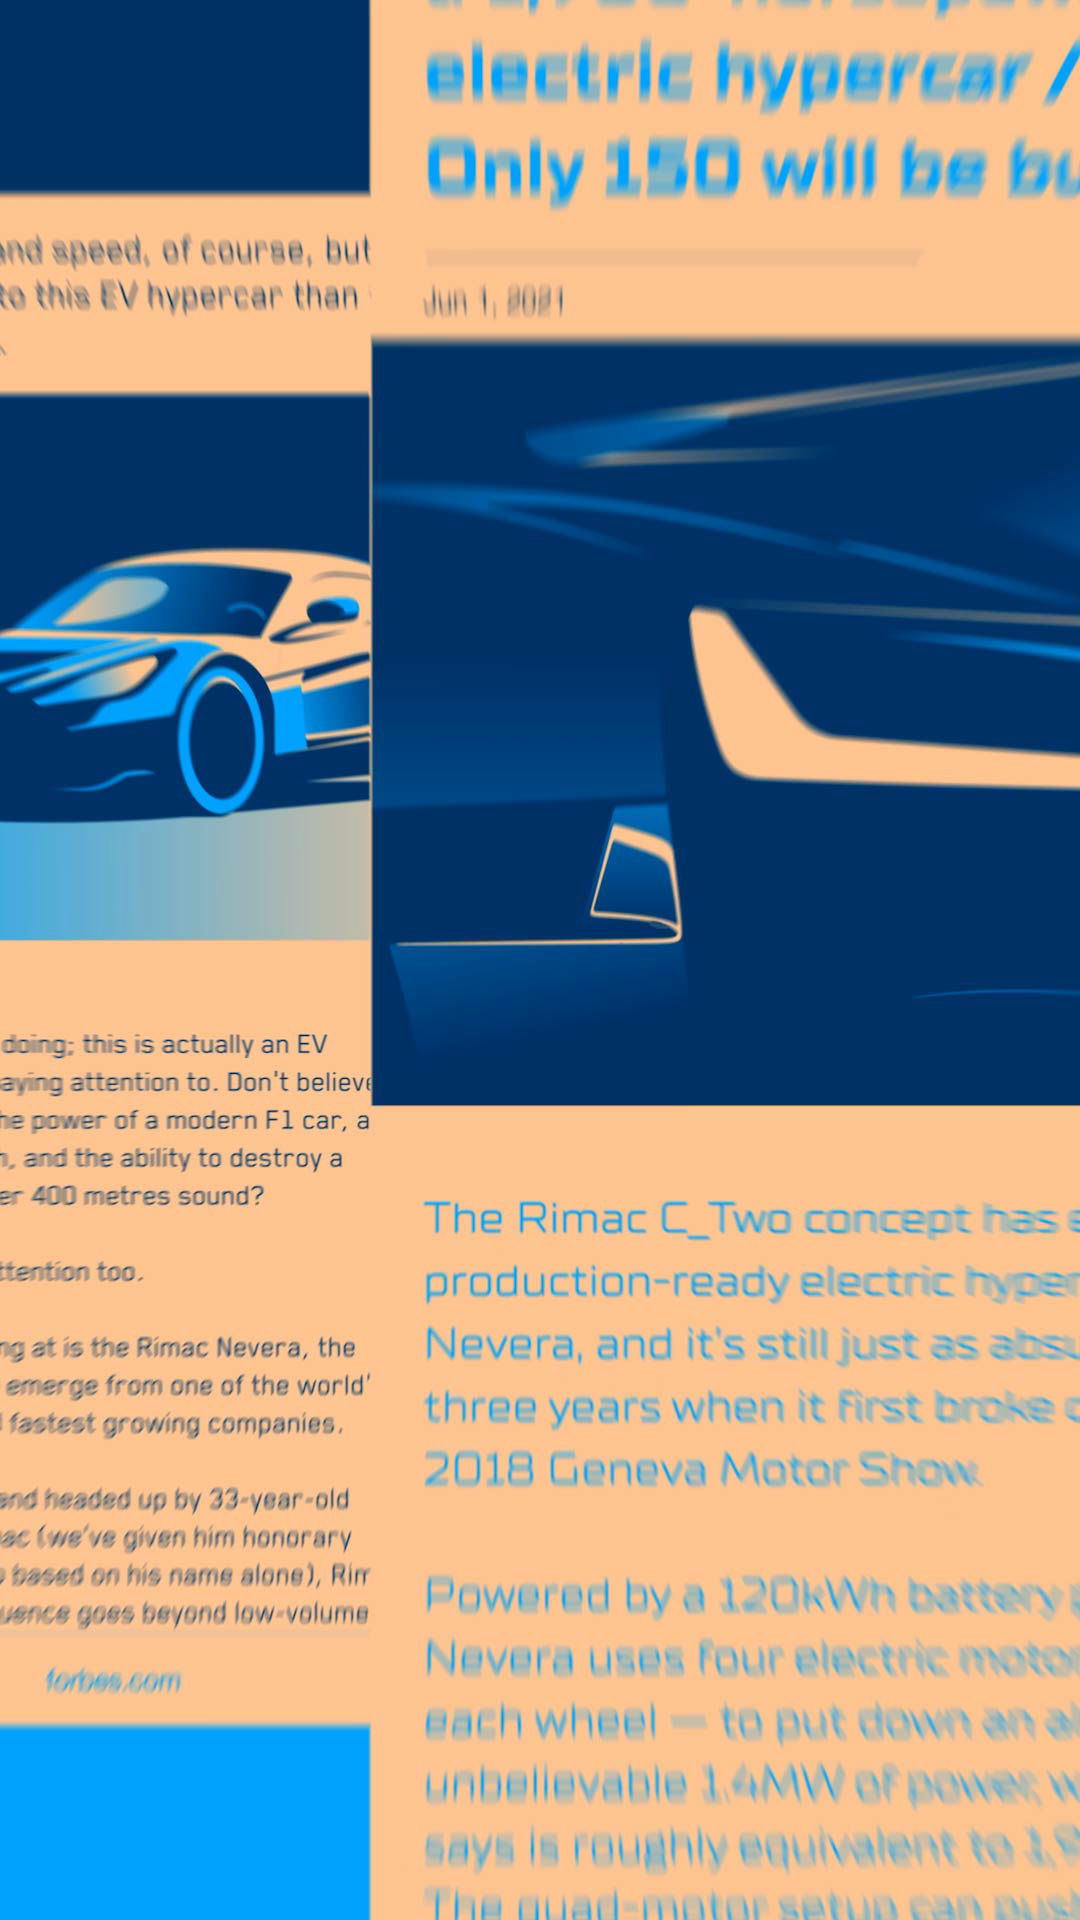 and speed, of course, but
to this EV hypercar than
doing; this is actually an EV
aying attention to. Don't believe
he power of a modern F1 car, a
, and the ability to destroy a
er 400 metres sound?
ttention too.
ng at is the Rimac Nevera, the
emerge from one of the world'
fastest growing companies.
and headed up by 33-year-old
ac (we've given him honorary
based on his name alone), Rim
uence goes beyond low-volume
forbes.com
electric hypercar /
Only 150 will be bu
Jun 1, 2021
The Rimac C_Two concept has e
production-ready electric hyper
Nevera, and it's still just as absu
three years when it first broke
2018 Geneva Motor Show.
Powered by a 120kWh battery
Nevera uses four electric motor
each wheel — to put down an al
unbelievable 1.4MW of power, w
says is roughly equivalent to 1,9
The quad-motor setup can push